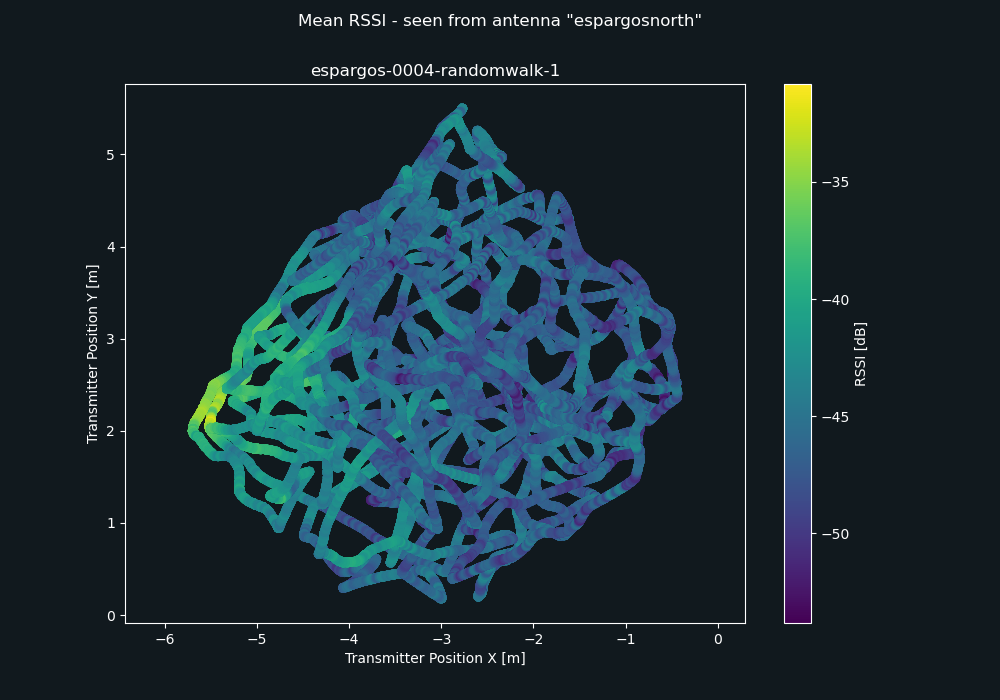 Mean RSSI - seen from antenna "espargosnorth"
espargos-0004-randomwalk-1
Transmitter Position Y [m]
5
4
3
2
1
0
−6 −5 −4 −3 −2 −1 0
Transmitter Position X [m]
−35
−40
−45
−50
RSSI [dB]